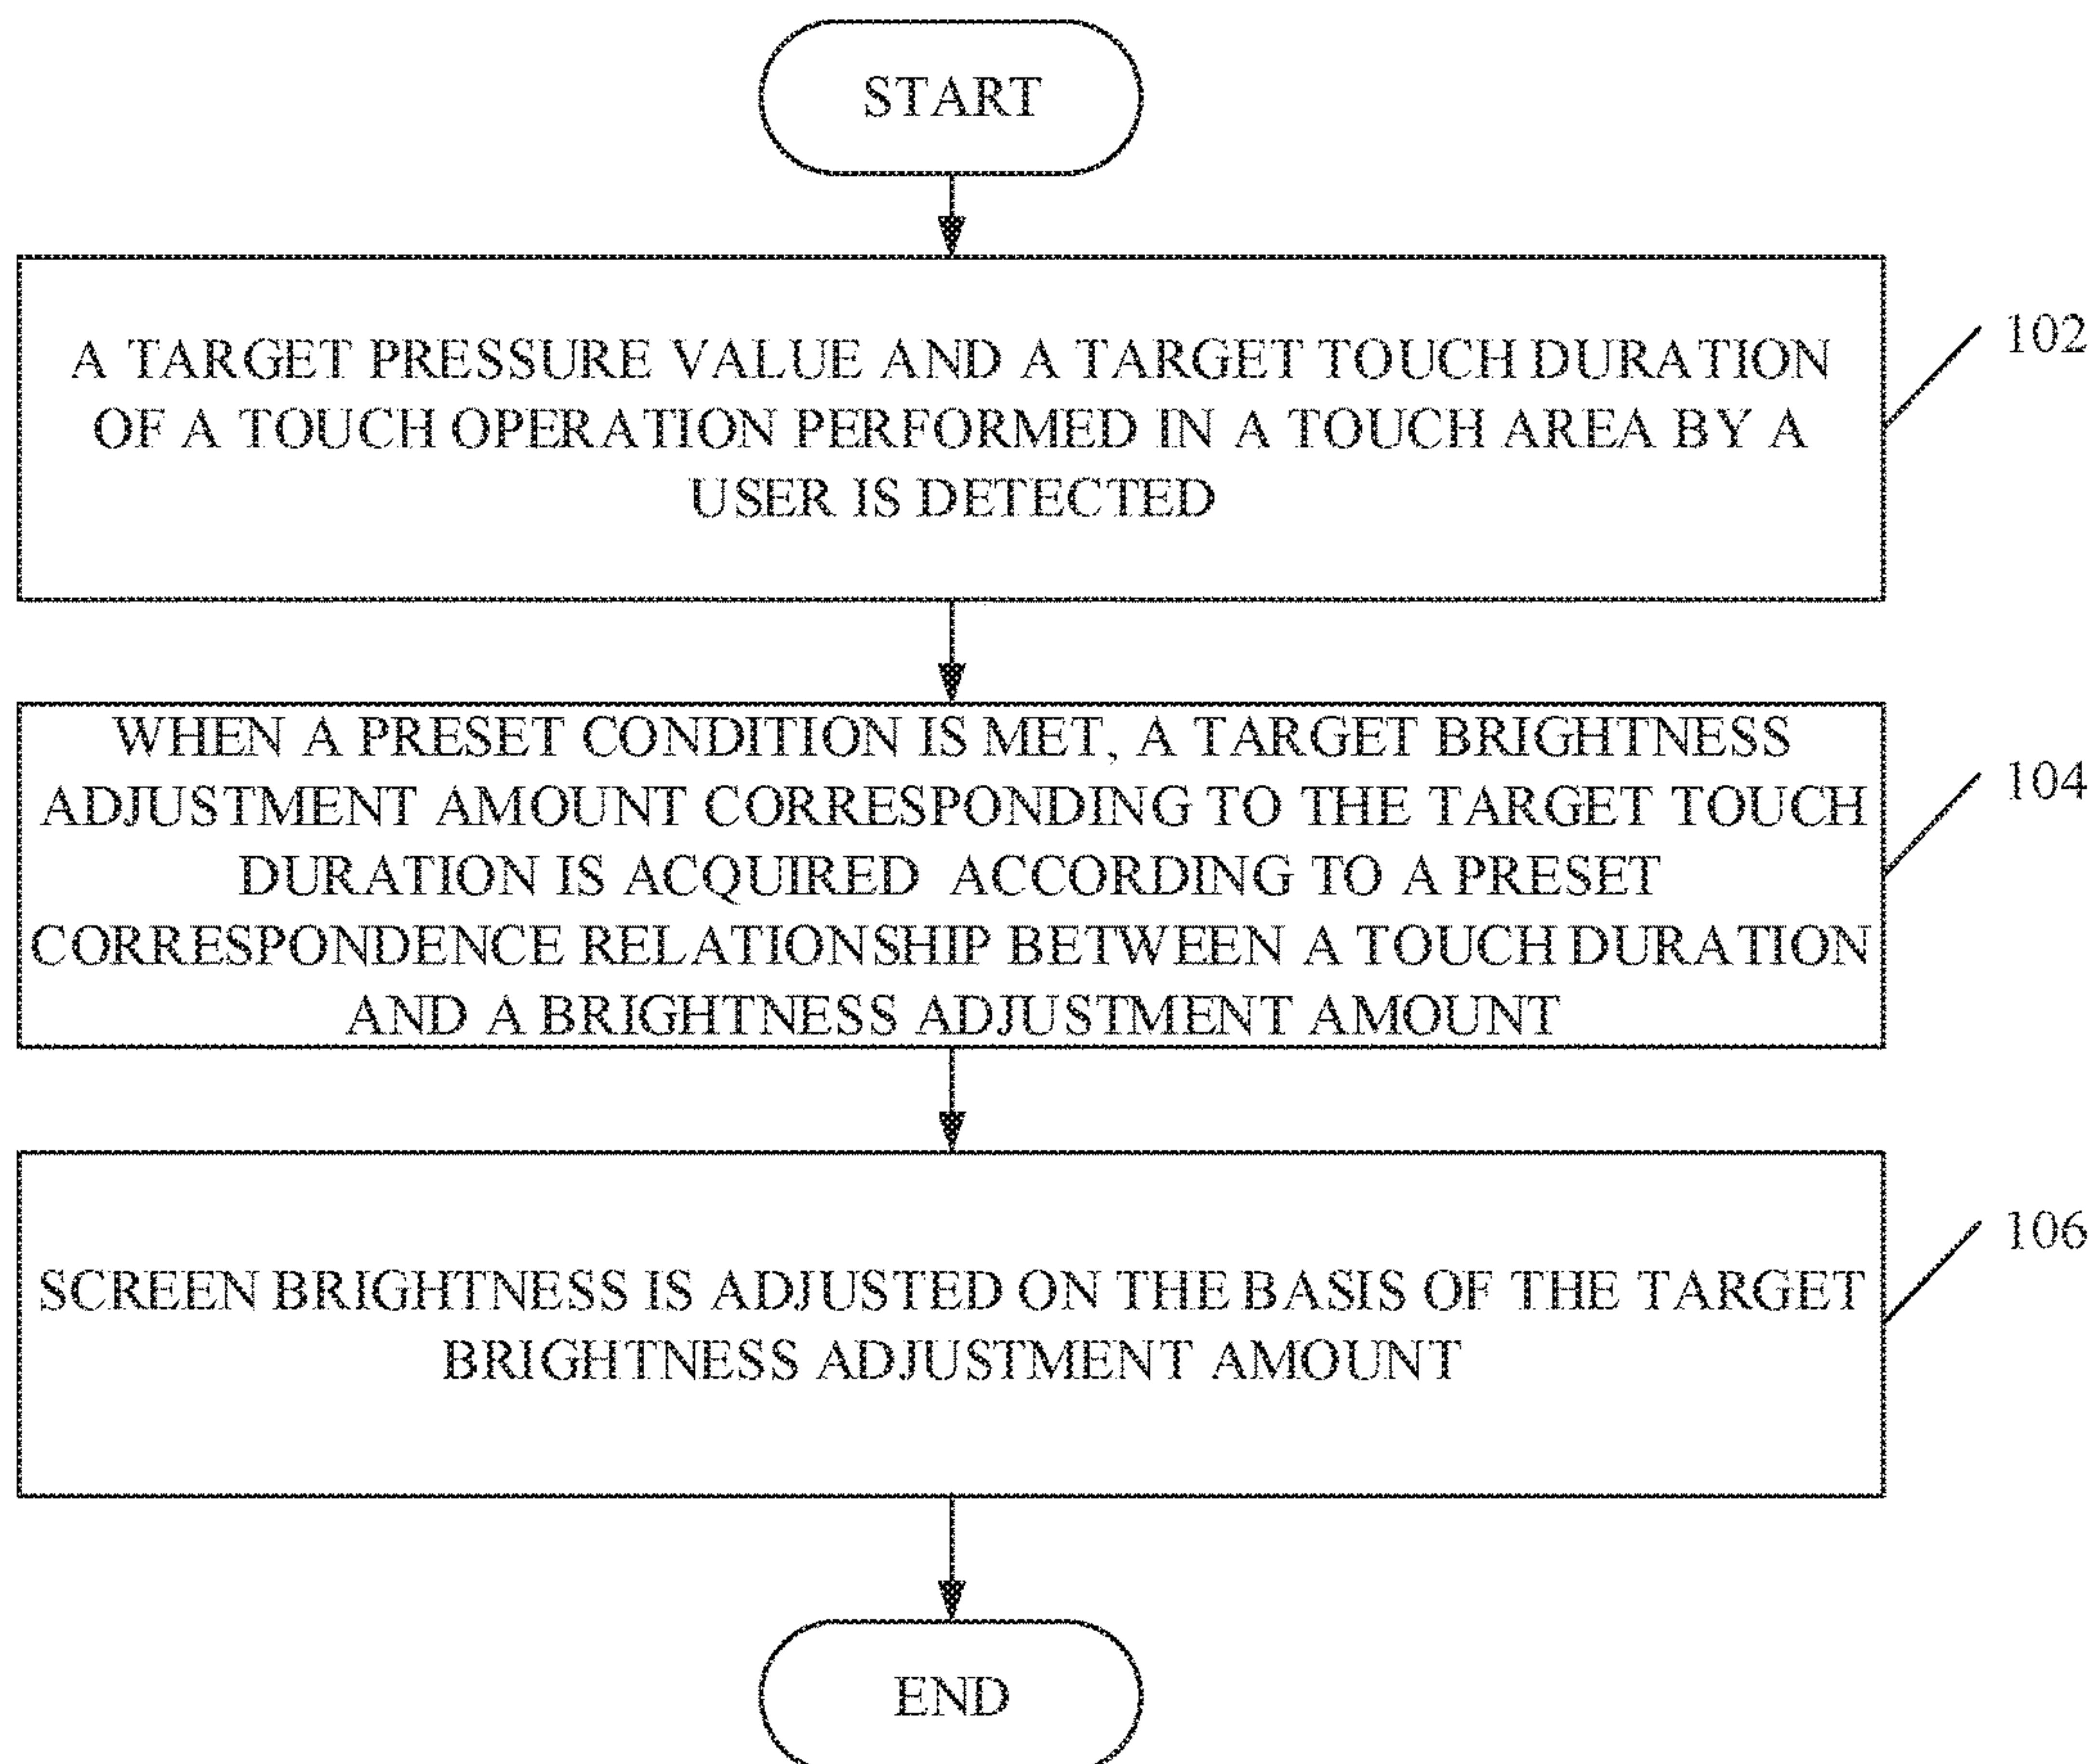 START
A TARGET PRESSURE VALUE AND A TARGET TOUCH DURATION
OF A TOUCH OPERATION PERFORMED IN A TOUCH AREA BY A
USER IS DETECTED
102
WHEN A PRESET CONDITION IS MET, A TARGET BRIGHTNESS
ADJUSTMENT AMOUNT CORRESPONDING TO THE TARGET TOUCH
DURATION IS ACQUIRED ACCORDING TO A PRESET
CORRESPONDENCE RELATIONSHIP BETWEEN A TOUCH DURATION
AND A BRIGHTNESS ADJUSTMENT AMOUNT
104
SCREEN BRIGHTNESS IS ADJUSTED ON THE BASIS OF THE TARGET
BRIGHTNESS ADJUSTMENT AMOUNT
106
END